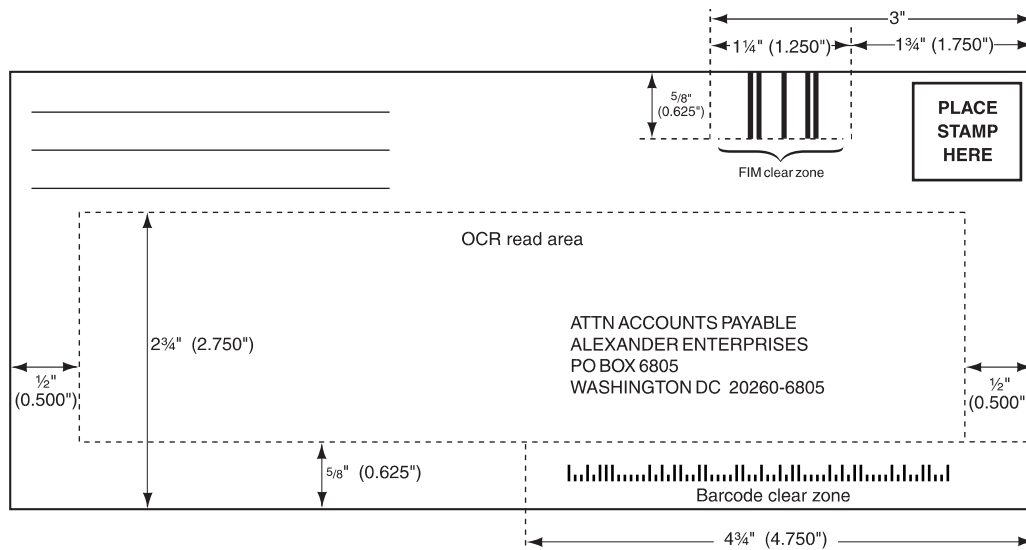 3"
1¼" (1.250")
1¾" (1.750")
5/8"
(0.625")
PLACE
STAMP
HERE
FIM clear zone
OCR read area
ATTN ACCOUNTS PAYABLE
ALEXANDER ENTERPRISES
PO BOX 6805
WASHINGTON DC 20260-6805
2¾" (2.750")
½"
(0.500")
½"
(0.500"
5/8" (0.625")
Barcode clear zone
4¾" (4.750")